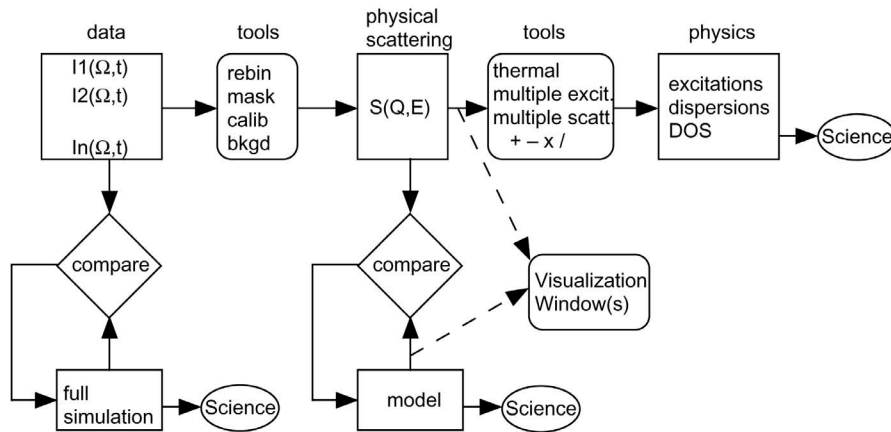 data
tools
physical
scattering
tools
physics
I1(Ω,t)
I2(Ω,t)
In(Ω,t)
rebin
mask
calib
bkgd
S(Q,E)
thermal
multiple excit.
multiple scatt.
+ – x /
excitations
dispersions
DOS
Science
compare
compare
Visualization
Window(s)
full
simulation
Science
model
Science